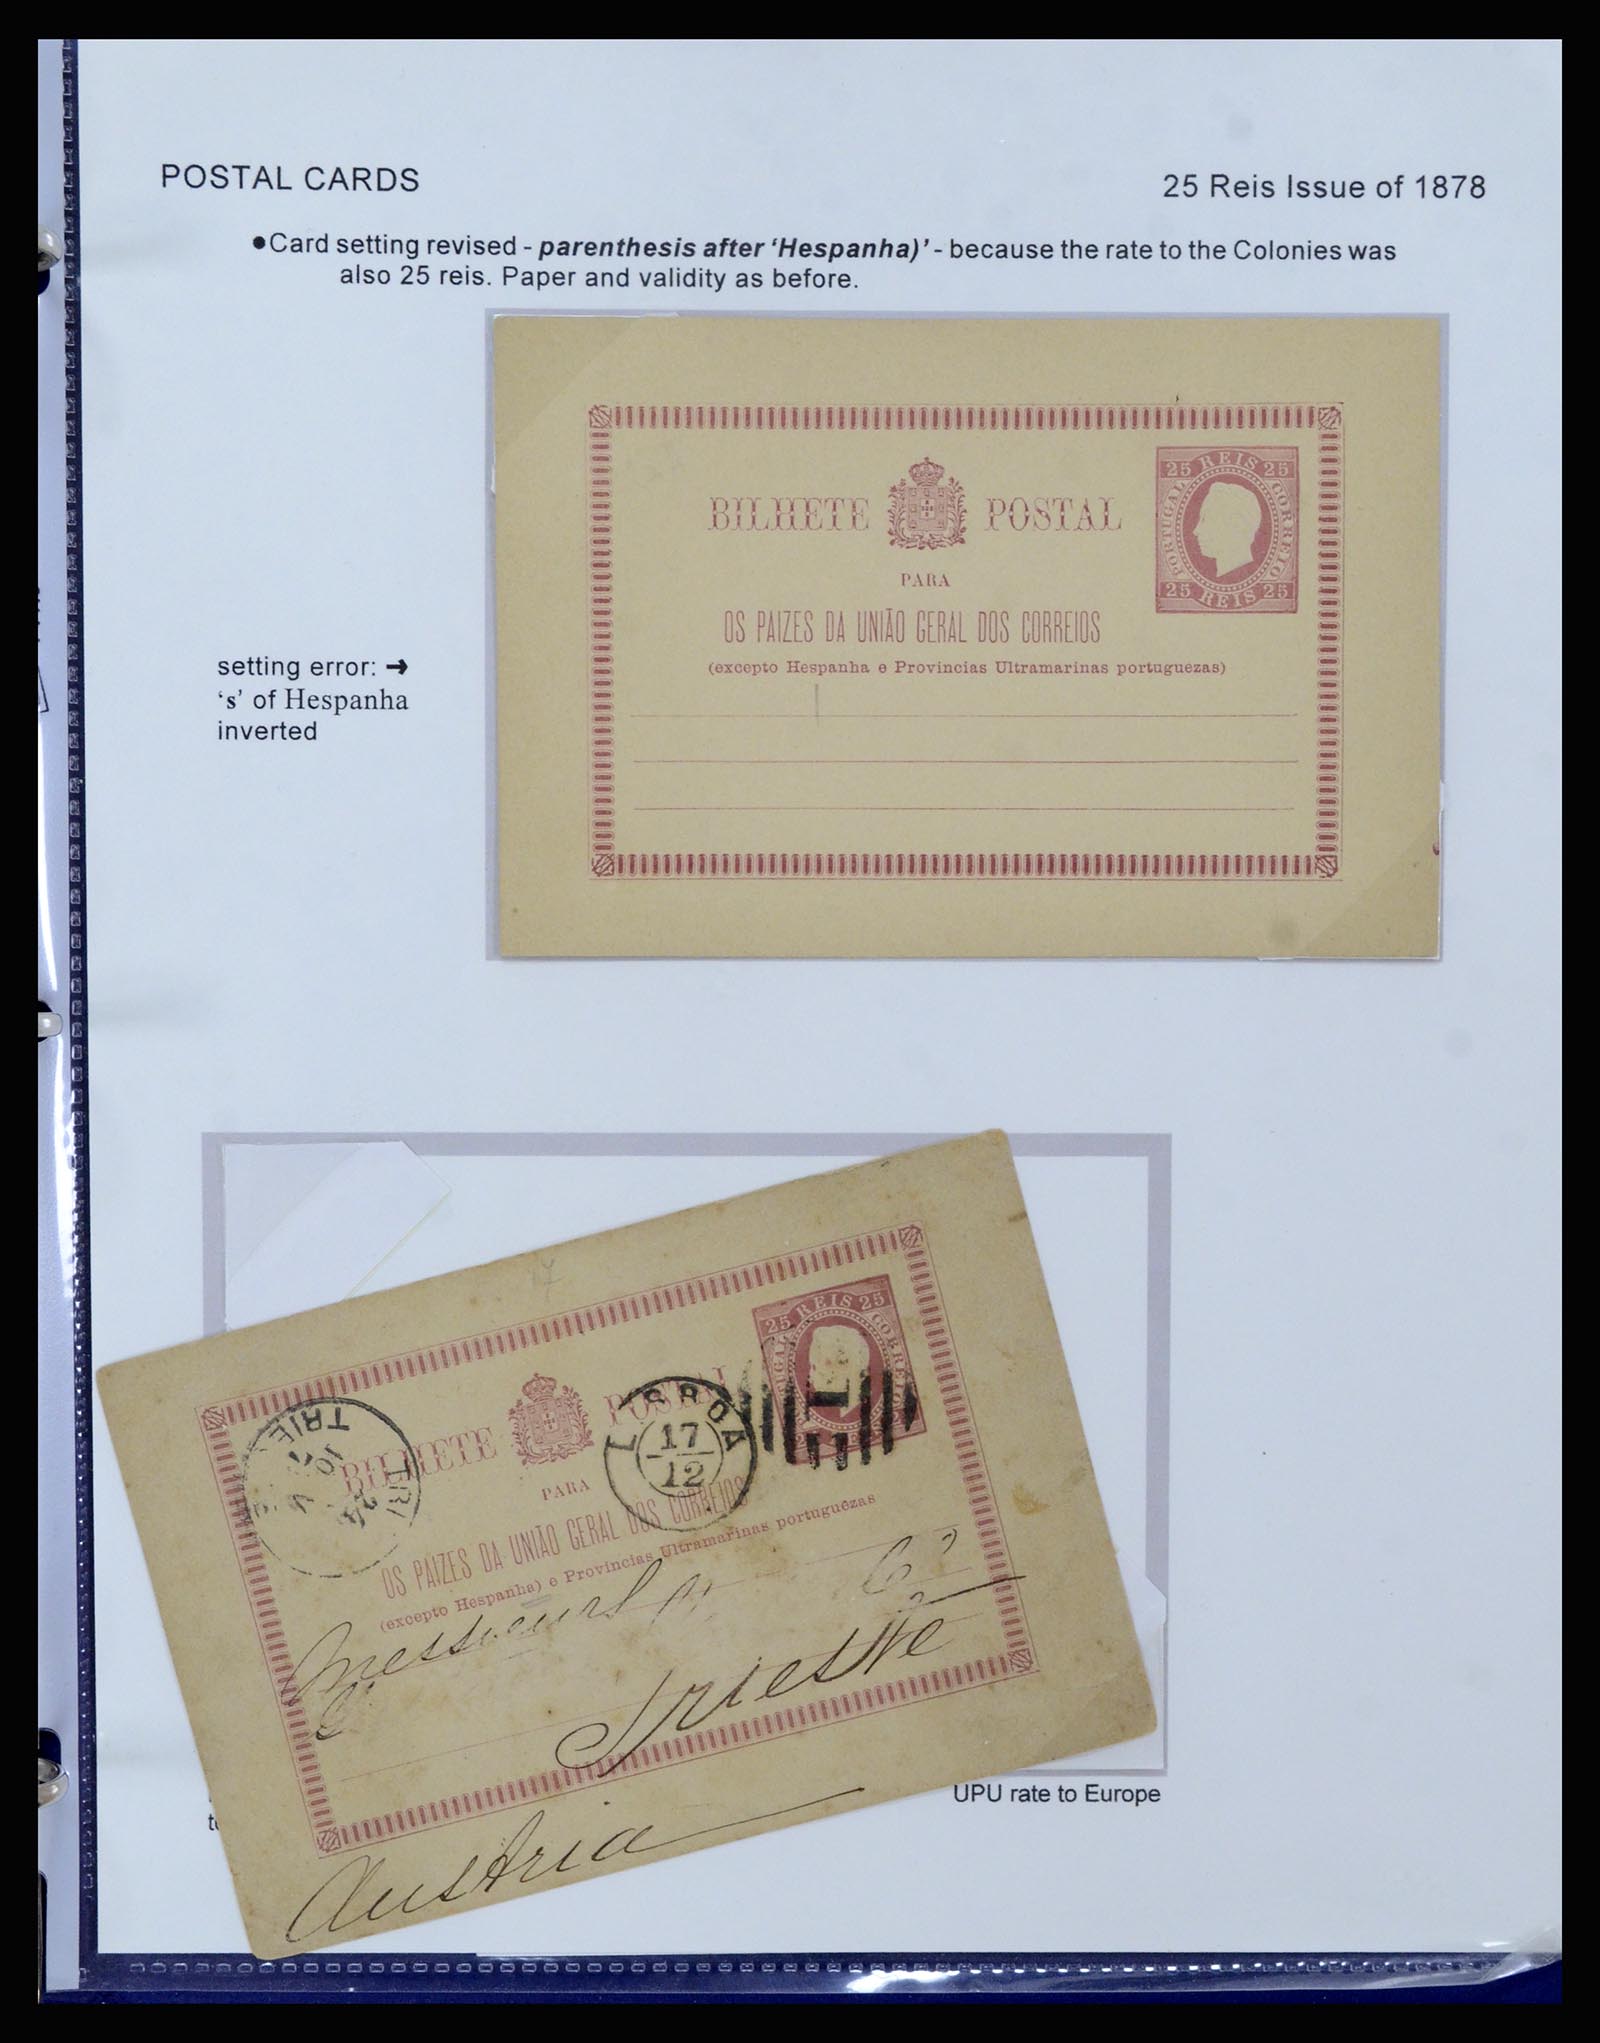 POSTAL CARDS
25 Reis Issue of 1878
●Card setting revised - parenthesis after ‘Hespanha)’ - because the rate to the Colonies was
also 25 reis. Paper and validity as before.
25 REIS 25
PORTUGAL
CORREIO
25 REIS 25
BILHETE POSTAL
PARA
OS PAIZES DA UNIÃO GERAL DOS CORREIOS
(excepto Hespanha e Provincias Ultramarinas portuguezas)
setting error: →
‘s’ of Hespanha
inverted
25 REIS 25
BILHETE POSTAL
LISBOA
17
12
1
PARA
OS PAIZES DA UNIÃO GERAL DOS CORREIOS
(excepto Hespanha) e Provincias Ultramarinas portuguêzas
Messieurs
Trieste
Austria
UPU rate to Europe